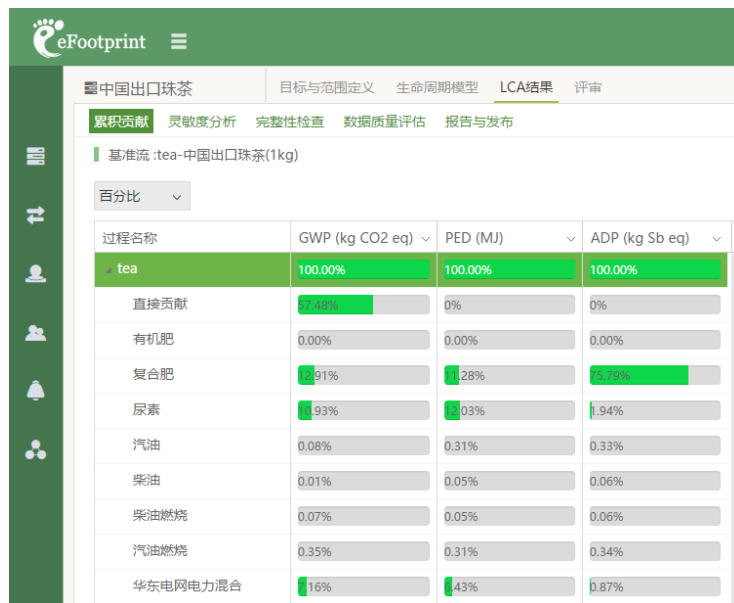 eFootprint
中国出口珠茶 目标与范围定义 生命周期模型 LCA结果 评审
累积贡献 灵敏度分析 完整性检查 数据质量评估 报告与发布
基准流 :tea-中国出口珠茶(1kg)
百分比
过程名称 GWP (kg CO2 eq) PED (MJ) ADP (kg Sb eq)
tea 100.00% 100.00% 100.00%
直接贡献 57.48% 0% 0%
有机肥 0.00% 0.00% 0.00%
复合肥 12.91% 11.28% 75.79%
尿素 10.93% 12.03% 1.94%
汽油 0.08% 0.31% 0.33%
柴油 0.01% 0.05% 0.06%
柴油燃烧 0.07% 0.05% 0.06%
汽油燃烧 0.35% 0.31% 0.34%
华东电网电力混合 7.16% 6.43% 0.87%